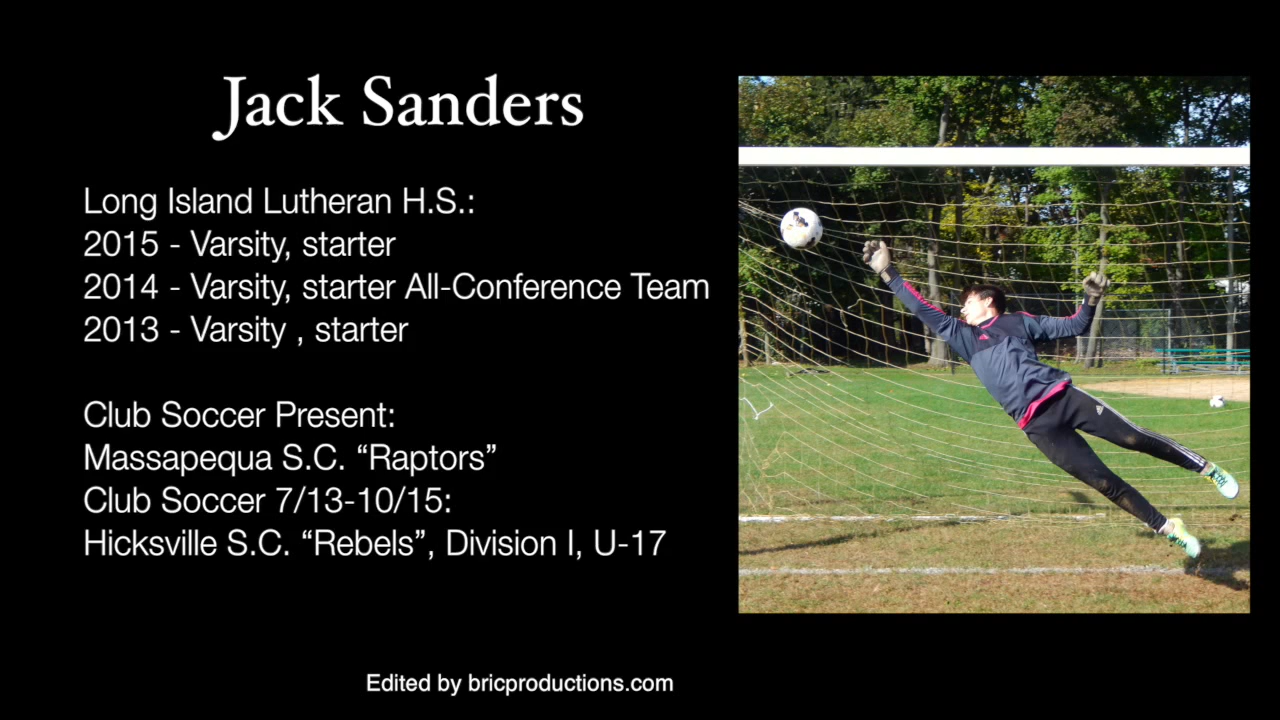 Jack Sanders
Long Island Lutheran H.S.:
2015 - Varsity, starter
2014 - Varsity, starter All-Conference Team
2013 - Varsity , starter
Club Soccer Present:
Massapequa S.C. “Raptors”
Club Soccer 7/13-10/15:
Hicksville S.C. “Rebels”, Division I, U-17
Edited by bricproductions.com